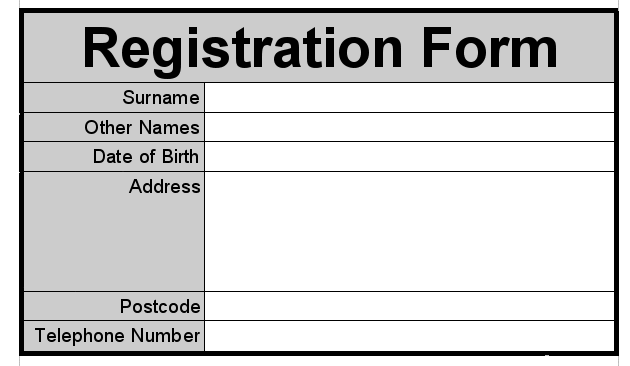 Registration Form
Surname
Other Names
Date of Birth
Address
Postcode
Telephone Number